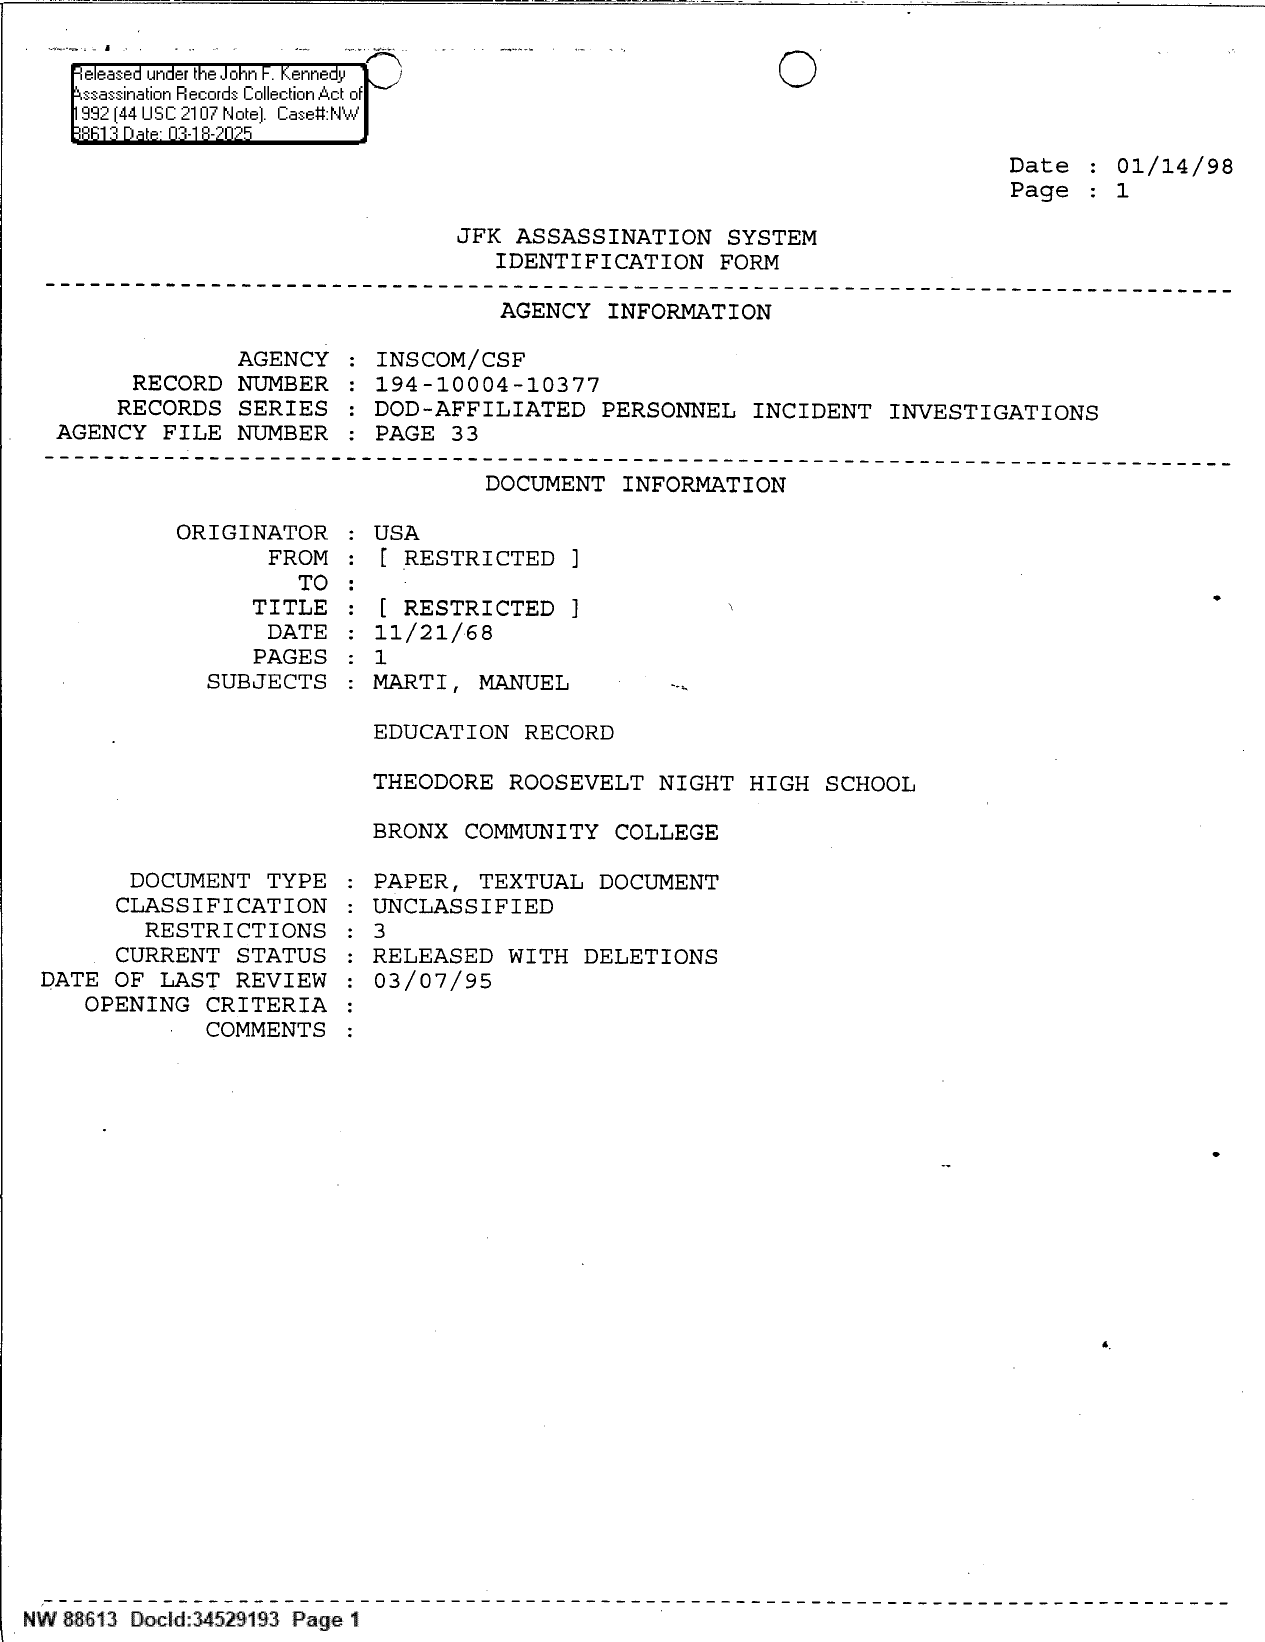 Released under the John F. Kennedy
Assassination Records Collection Act of
1992 (44 USC 2107 Note). Case#:NW
88613 Date: 03-18-2025
Date : 01/14/98
Page : 1
JFK ASSASSINATION SYSTEM
IDENTIFICATION FORM
AGENCY INFORMATION
AGENCY : INSCOM/CSF
RECORD NUMBER : 194-10004-10377
RECORDS SERIES : DOD-AFFILIATED PERSONNEL INCIDENT INVESTIGATIONS
AGENCY FILE NUMBER : PAGE 33
DOCUMENT INFORMATION
ORIGINATOR : USA
FROM : [ RESTRICTED ]
TO :
TITLE : [ RESTRICTED ]
DATE : 11/21/68
PAGES : 1
SUBJECTS : MARTI, MANUEL
EDUCATION RECORD
THEODORE ROOSEVELT NIGHT HIGH SCHOOL
BRONX COMMUNITY COLLEGE
DOCUMENT TYPE : PAPER, TEXTUAL DOCUMENT
CLASSIFICATION : UNCLASSIFIED
RESTRICTIONS : 3
CURRENT STATUS : RELEASED WITH DELETIONS
DATE OF LAST REVIEW : 03/07/95
OPENING CRITERIA :
COMMENTS :
NW 88613 DocId:34529193 Page 1